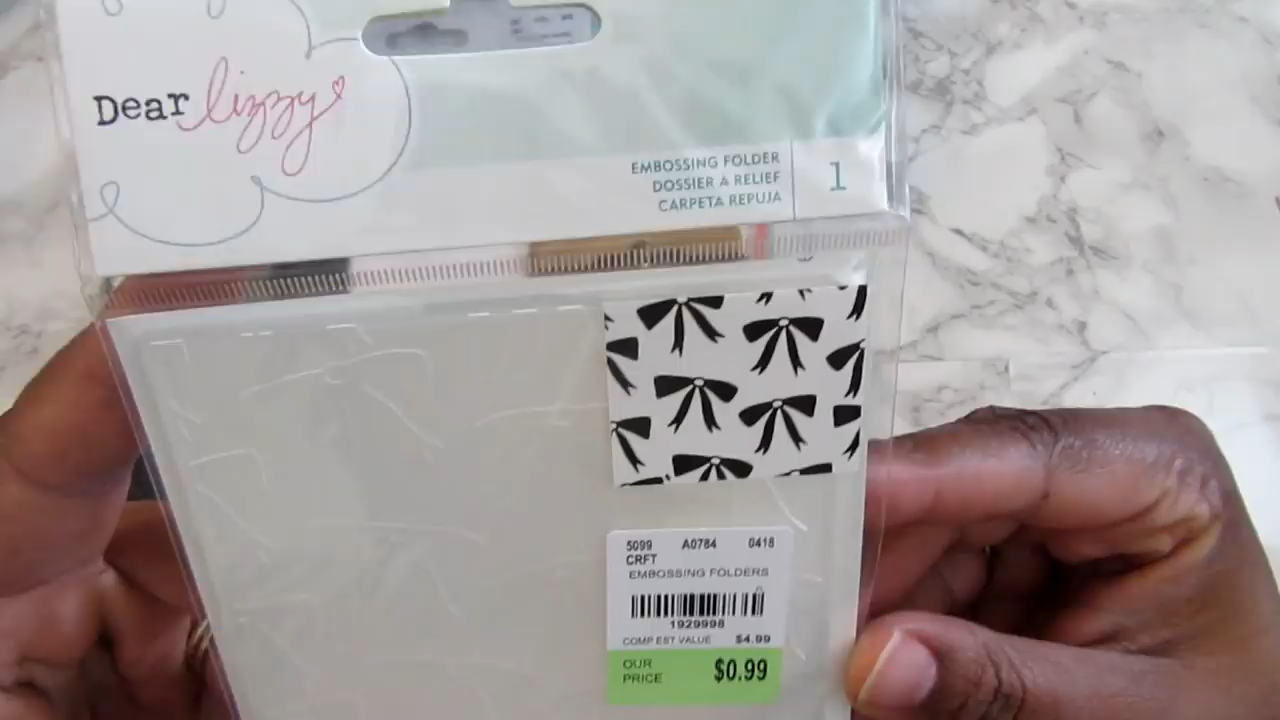 Dear lizzy
EMBOSSING FOLDER
DOSSIER À RELIEF
CARPETA REPUJA
1
5099 A0784 0418
CRFT
EMBOSSING FOLDERS
1929998
COMP EST VALUE $4.99
OUR
PRICE
$0.99